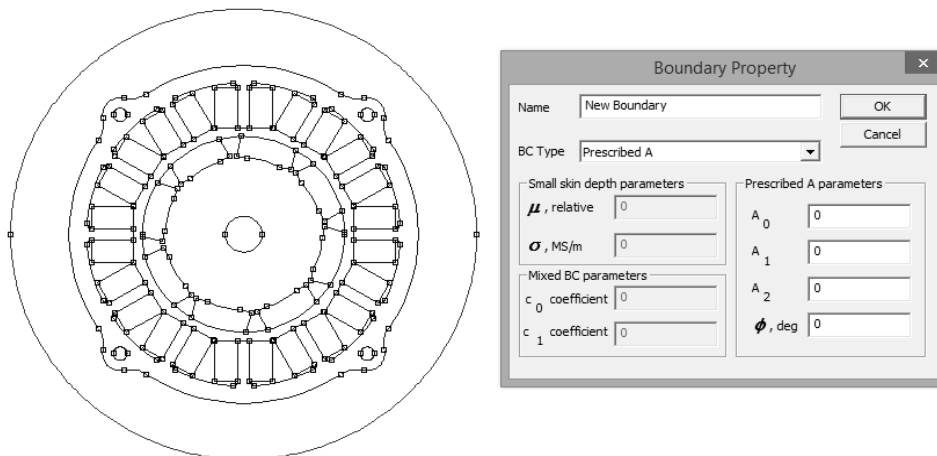 Boundary Property
x
Name New Boundary OK
Cancel
BC Type Prescribed A
Small skin depth parameters
μ, relative 0
σ, MS/m 0
Mixed BC parameters
c 0 coefficient 0
c 1 coefficient 0
Prescribed A parameters
A 0 0
A 1 0
A 2 0
ϕ, deg 0